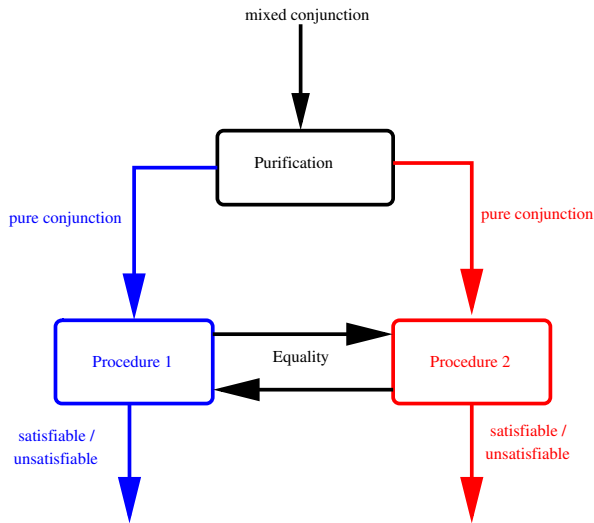 mixed conjunction
Purification
pure conjunction
pure conjunction
Procedure 1
Equality
Procedure 2
satisfiable /
unsatisfiable
satisfiable /
unsatisfiable